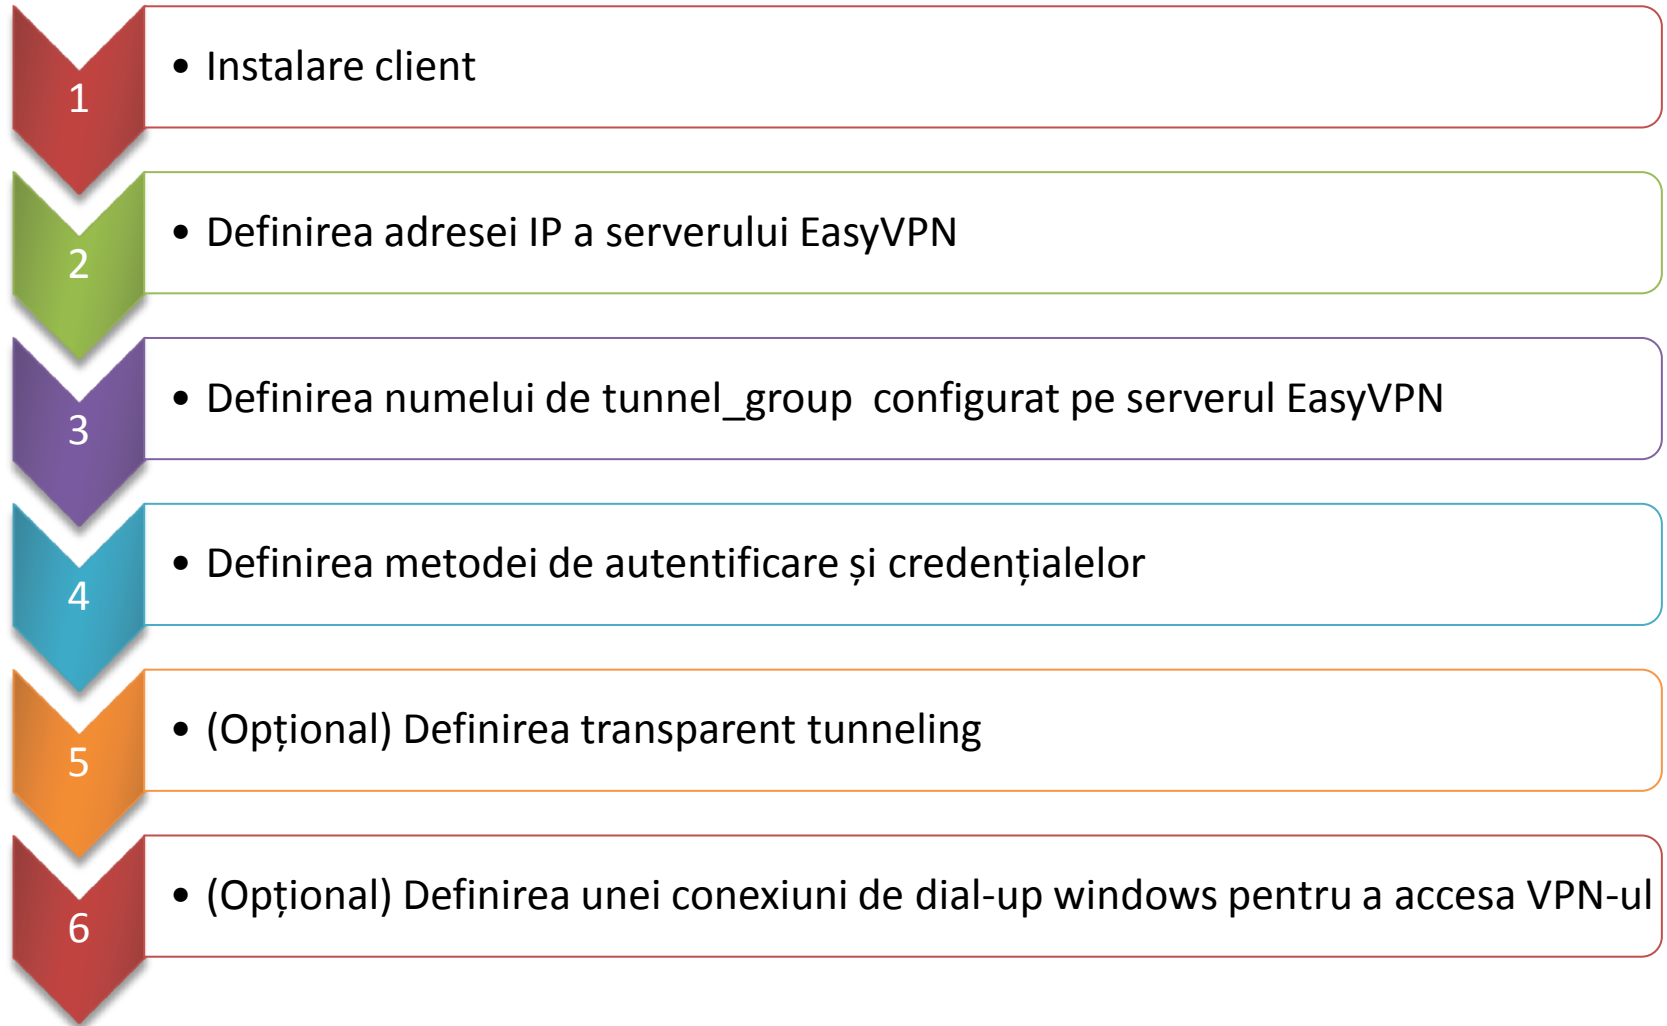 1
• Instalare client
2
• Definirea adresei IP a serverului EasyVPN
3
• Definirea numelui de tunnel_group  configurat pe serverul EasyVPN
4
• Definirea metodei de autentificare și credențialelor
5
• (Opțional) Definirea transparent tunneling
6
• (Opțional) Definirea unei conexiuni de dial-up windows pentru a accesa VPN-ul